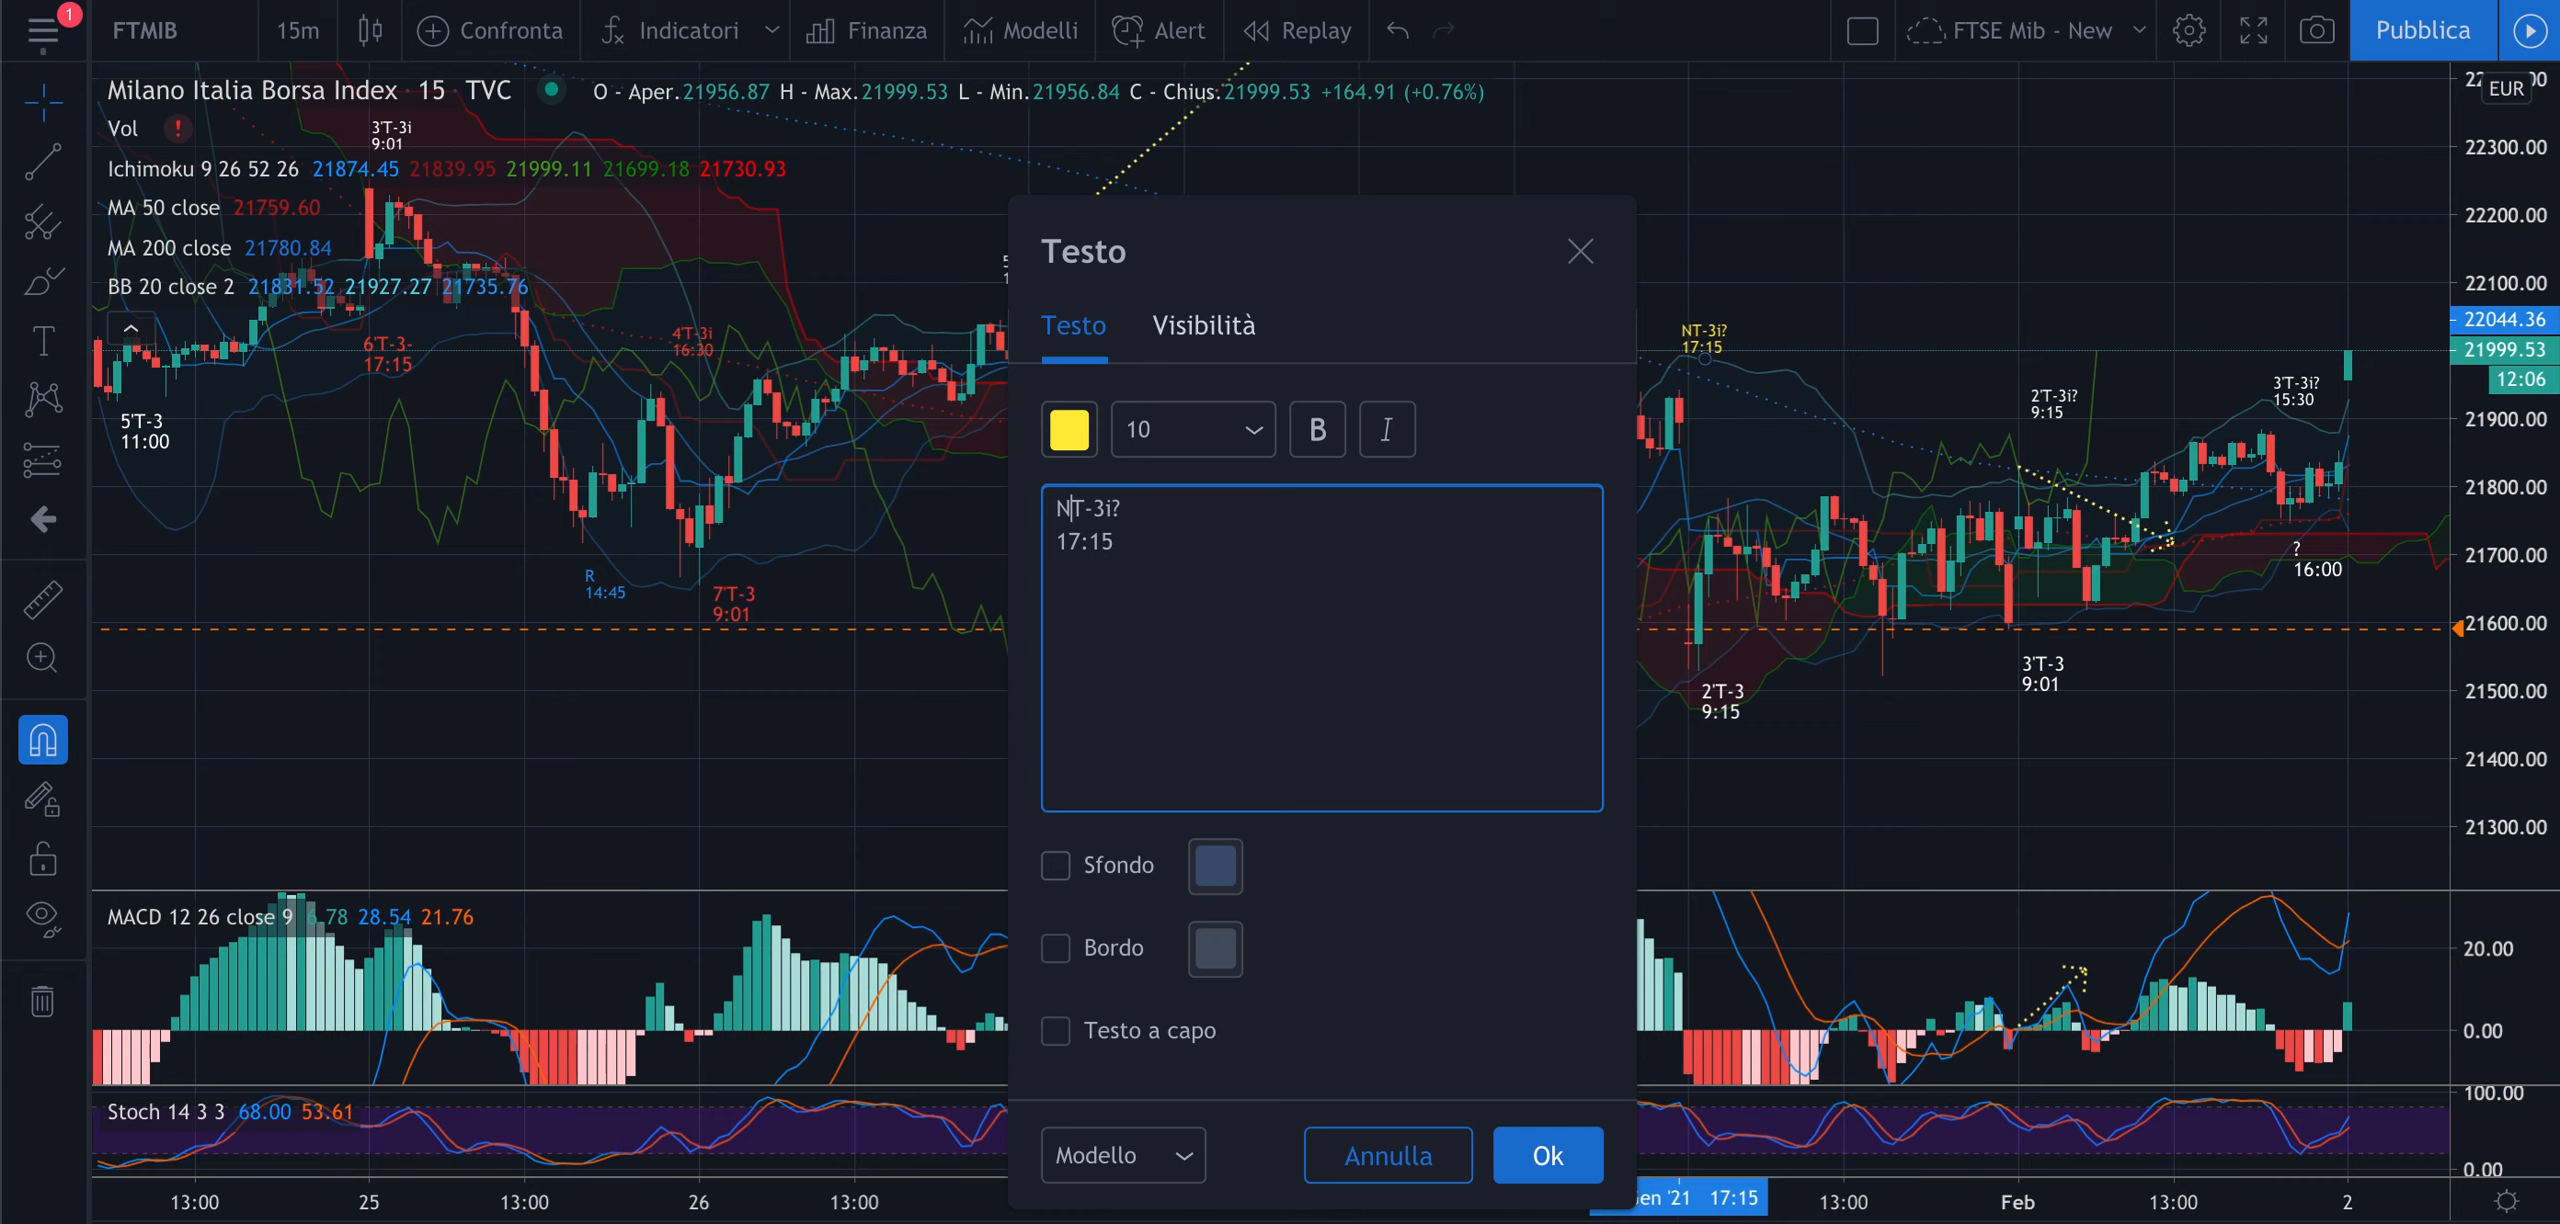 1
FTMIB
15m
Confronta
Indicatori
Finanza
Modelli
Alert
Replay
FTSE Mib - New
Pubblica
Milano Italia Borsa Index · 15 · TVC
O - Aper.21956.87 H - Max.21999.53 L - Min.21956.84 C - Chius.21999.53 +164.91 (+0.76%)
Vol !
Ichimoku 9 26 52 26 21874.45 21839.95 21999.11 21699.18 21730.93
MA 50 close 21759.60
MA 200 close 21780.84
BB 20 close 2 21831.52 21927.27 21735.76
3'T-3i
9:01
6'T-3-
17:15
5'T-3
11:00
4'T-3i
16:30
R
14:45
7'T-3
9:01
Testo
Testo
Visibilità
10
B
I
NT-3i?
17:15
Sfondo
Bordo
Testo a capo
Modello
Annulla
Ok
NT-3i?
17:15
2'T-3
9:15
2'T-3i?
9:15
3'T-3
9:01
3'T-3i?
15:30
?
16:00
EUR
22300.00
22200.00
22100.00
22044.36
21999.53
12:06
21900.00
21800.00
21700.00
21600.00
21500.00
21400.00
21300.00
MACD 12 26 close 9 6.78 28.54 21.76
20.00
0.00
Stoch 14 3 3 68.00 53.61
100.00
0.00
13:00
25
13:00
26
13:00
'21 17:15
13:00
Feb
13:00
2